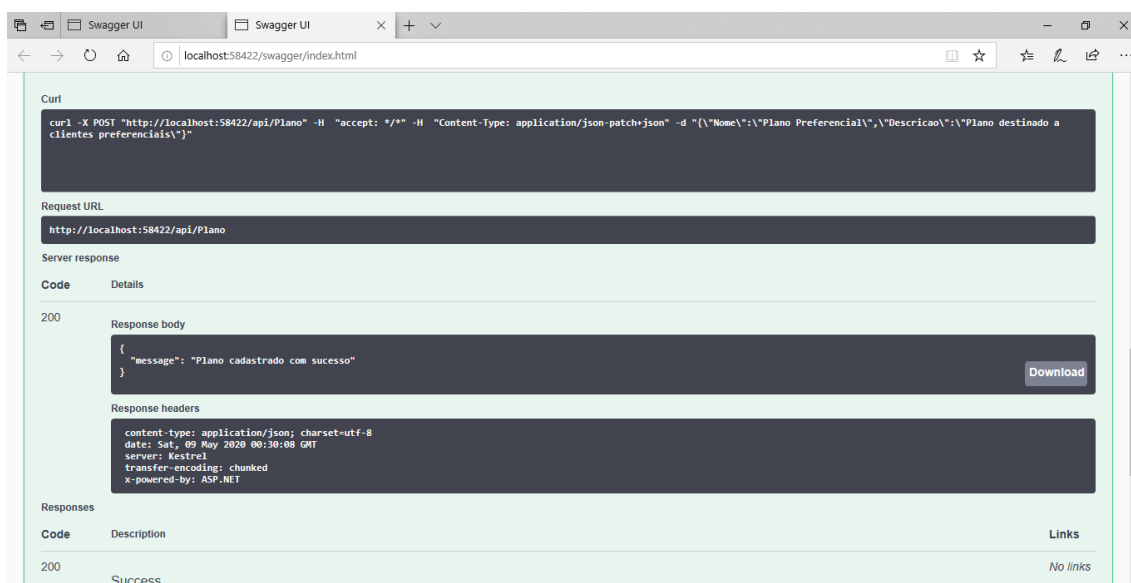 Swagger UI
Swagger UI
localhost:58422/swagger/index.html
Curl
curl -X POST "http://localhost:58422/api/Plano" -H  "accept: */*" -H  "Content-Type: application/json-patch+json" -d "{\"Nome\":\"Plano Preferencial\",\"Descricao\":\"Plano destinado a
clientes preferenciais\"}"
Request URL
http://localhost:58422/api/Plano
Server response
Code Details
200
Response body
{
"message": "Plano cadastrado com sucesso"
}
Download
Response headers
content-type: application/json; charset=utf-8
date: Sat, 09 May 2020 00:30:08 GMT
server: Kestrel
transfer-encoding: chunked
x-powered-by: ASP.NET
Responses
Code Description Links
200 No links
Success